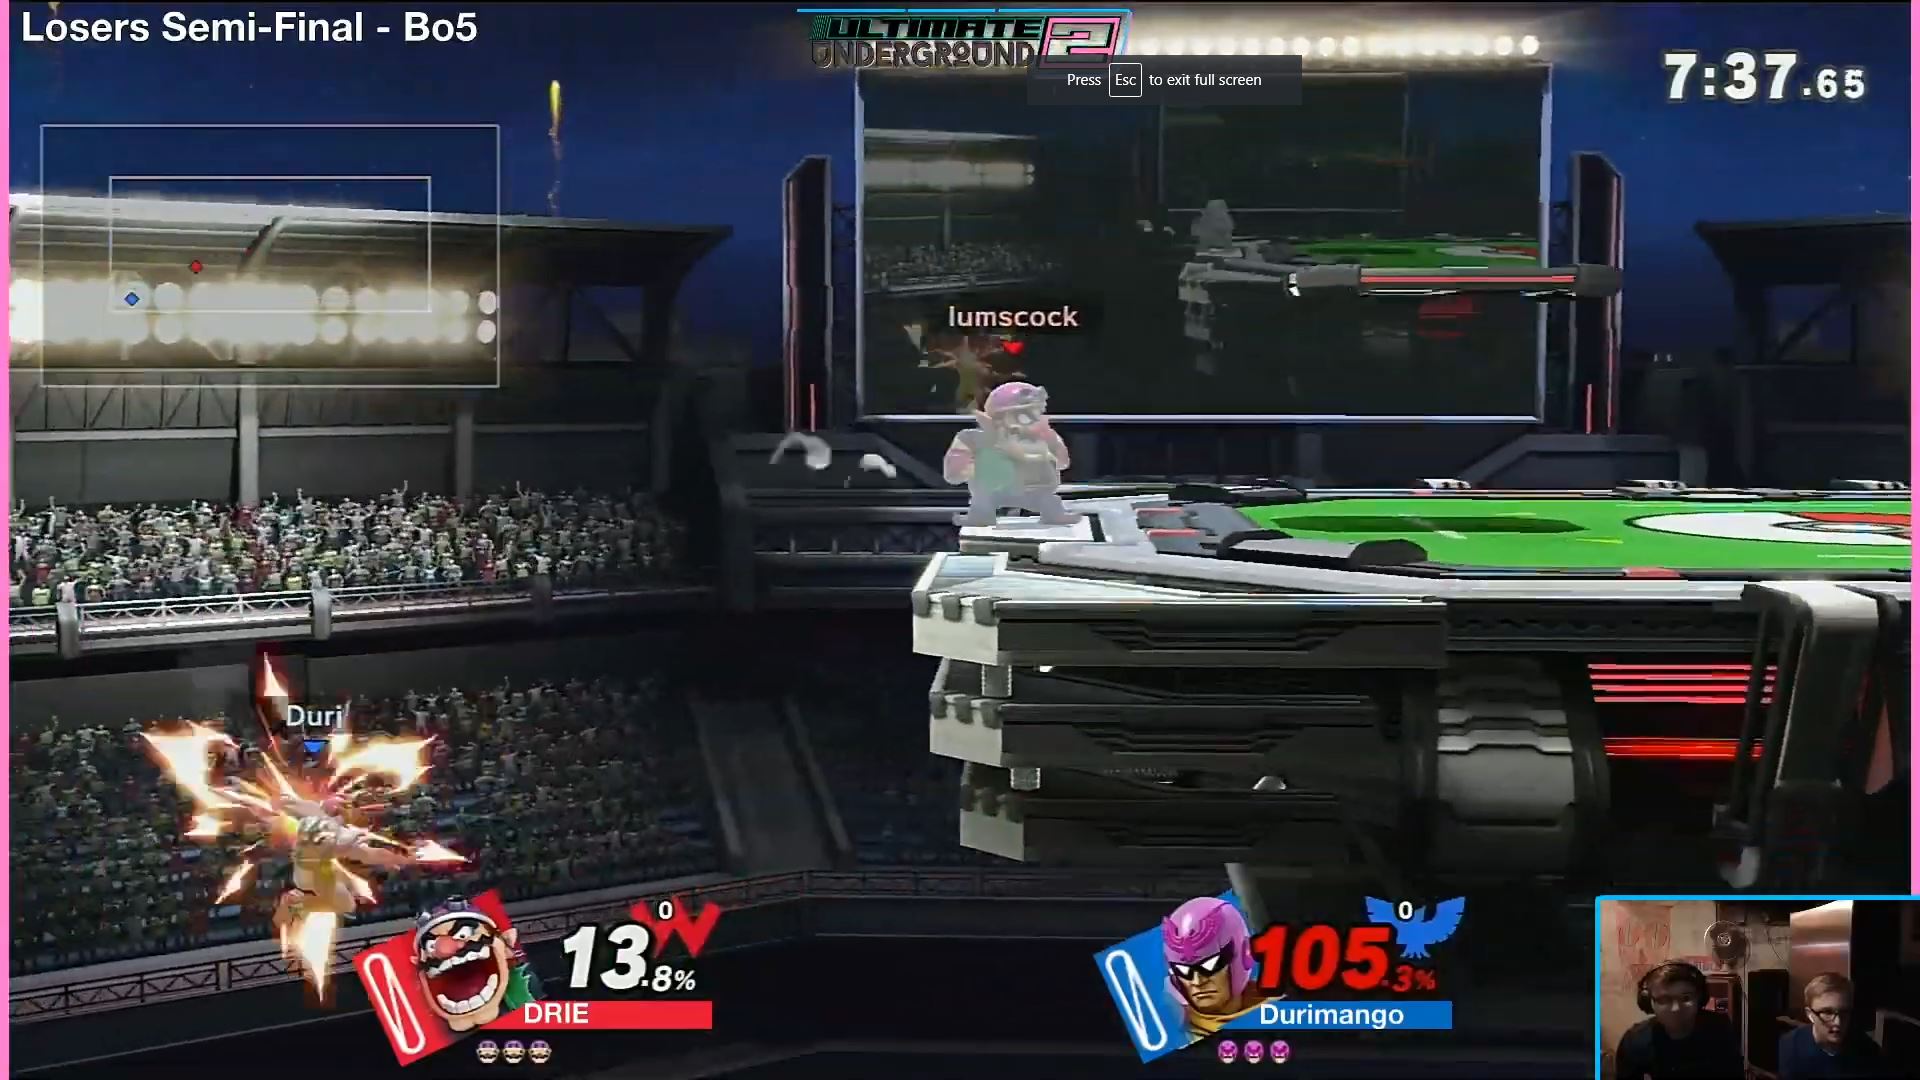 Losers Semi-Final - Bo5
ULTIMATE
UNDERGROUND 2
Press Esc to exit full screen
7:37.65
lumscock
Duri
0
13.8%
DRIE
0
105.3%
Durimango